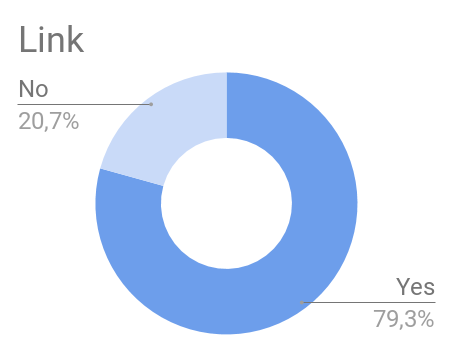 Link
No
20,7%
Yes
79,3%